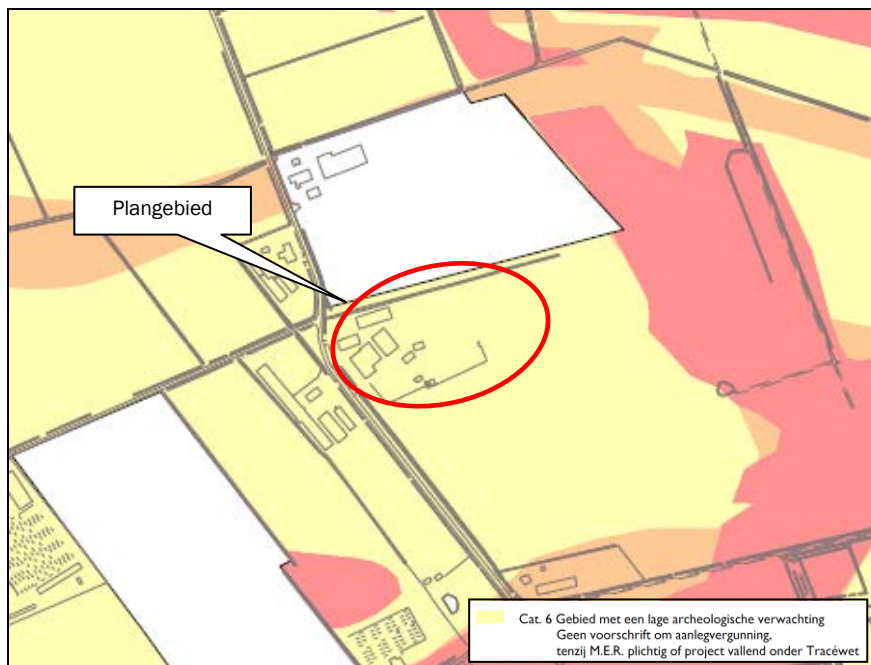 Plangebied
Cat. 6 Gebied met een lage archeologische verwachting
Geen voorschrift om aanlegvergunning,
tenzij M.E.R. plichtig of project vallend onder Tracéwet